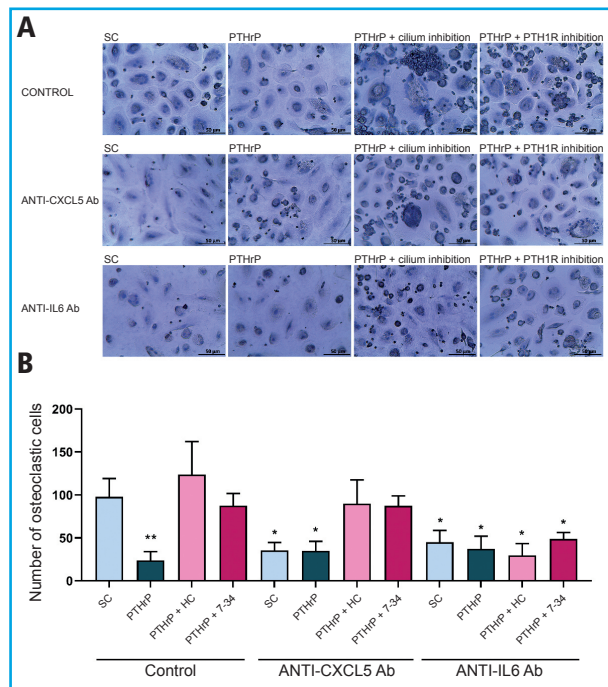 A
SC PTHrP PTHrP + cilium inhibition PTHrP + PTH1R inhibition
CONTROL
50 µm 50 µm 50 µm 50 µm
SC PTHrP PTHrP + cilium inhibition PTHrP + PTH1R inhibition
ANTI-CXCL5 Ab
50 µm 50 µm 50 µm 50 µm
SC PTHrP PTHrP + cilium inhibition PTHrP + PTH1R inhibition
ANTI-IL6 Ab
50 µm 50 µm 50 µm 50 µm
B
Number of osteoclastic cells
200
150
100
50
0
** * * * * * *
SC PTHrP PTHrP + HC PTHrP + 7-34 SC PTHrP PTHrP + HC PTHrP + 7-34 SC PTHrP PTHrP + HC PTHrP + 7-34
Control ANTI-CXCL5 Ab ANTI-IL6 Ab